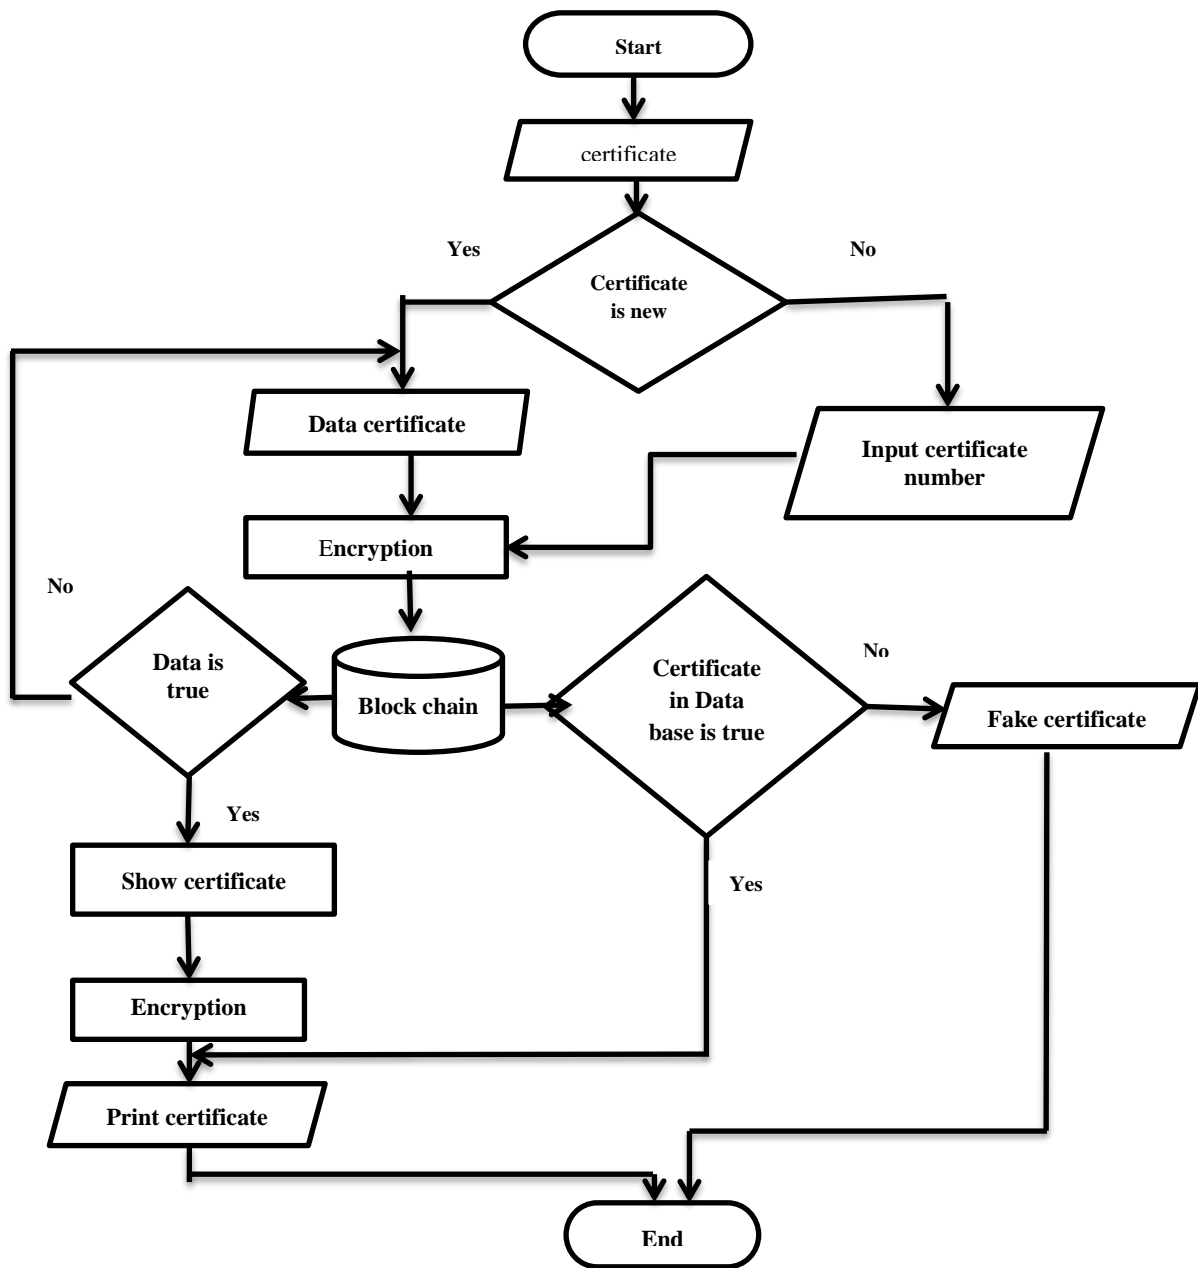 Start
certificate
Yes
No
Certificate
is new
Data certificate
Input certificate
number
Encryption
No
Data is
true
Block chain
Certificate
in Data
base is true
No
Fake certificate
Yes
Show certificate
Yes
Encryption
Print certificate
End